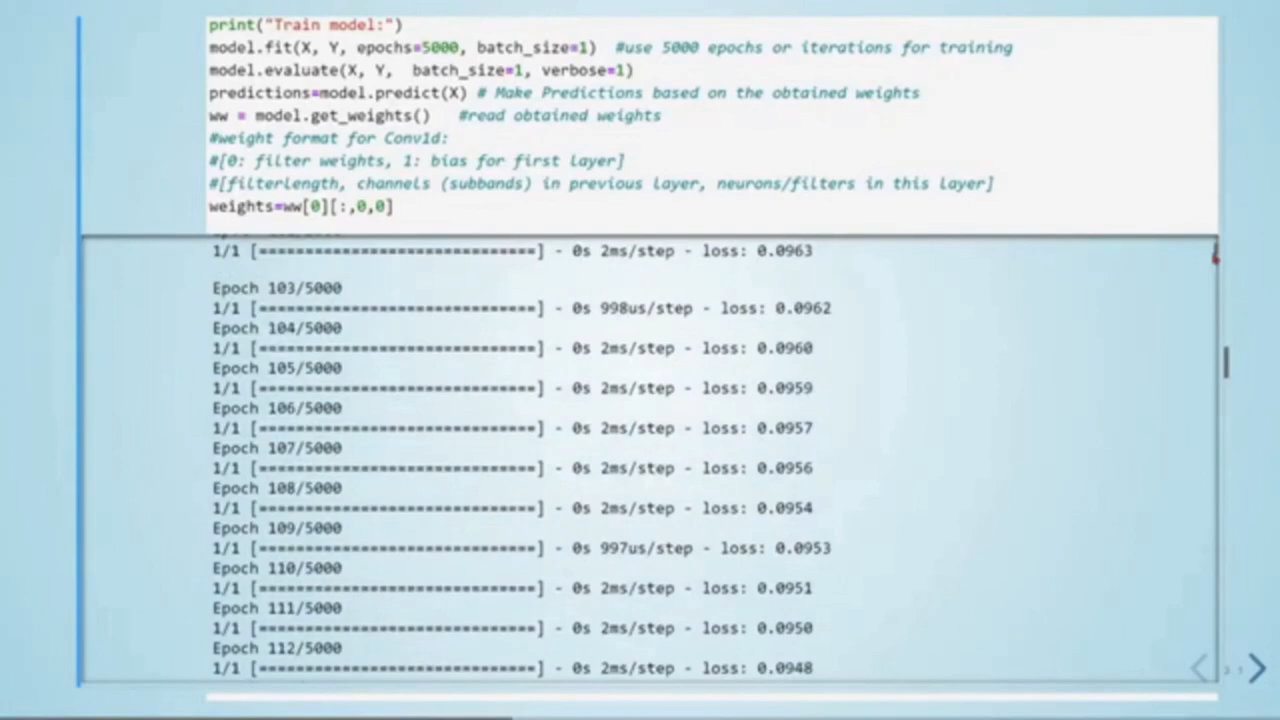 print("Train model:")
model.fit(X, Y, epochs=5000, batch_size=1)  #use 5000 epochs or iterations for training
model.evaluate(X, Y,  batch_size=1, verbose=1)
predictions=model.predict(X) # Make Predictions based on the obtained weights
ww = model.get_weights()   #read obtained weights
#weight format for Conv1d:
#[0: filter weights, 1: bias for first layer]
#[filterlength, channels (subbands) in previous layer, neurons/filters in this layer]
weights=ww[0][:,0,0]
1/1 [==============================] - 0s 2ms/step - loss: 0.0963
Epoch 103/5000
1/1 [==============================] - 0s 998us/step - loss: 0.0962
Epoch 104/5000
1/1 [==============================] - 0s 2ms/step - loss: 0.0960
Epoch 105/5000
1/1 [==============================] - 0s 2ms/step - loss: 0.0959
Epoch 106/5000
1/1 [==============================] - 0s 2ms/step - loss: 0.0957
Epoch 107/5000
1/1 [==============================] - 0s 2ms/step - loss: 0.0956
Epoch 108/5000
1/1 [==============================] - 0s 2ms/step - loss: 0.0954
Epoch 109/5000
1/1 [==============================] - 0s 997us/step - loss: 0.0953
Epoch 110/5000
1/1 [==============================] - 0s 2ms/step - loss: 0.0951
Epoch 111/5000
1/1 [==============================] - 0s 2ms/step - loss: 0.0950
Epoch 112/5000
1/1 [==============================] - 0s 2ms/step - loss: 0.0948